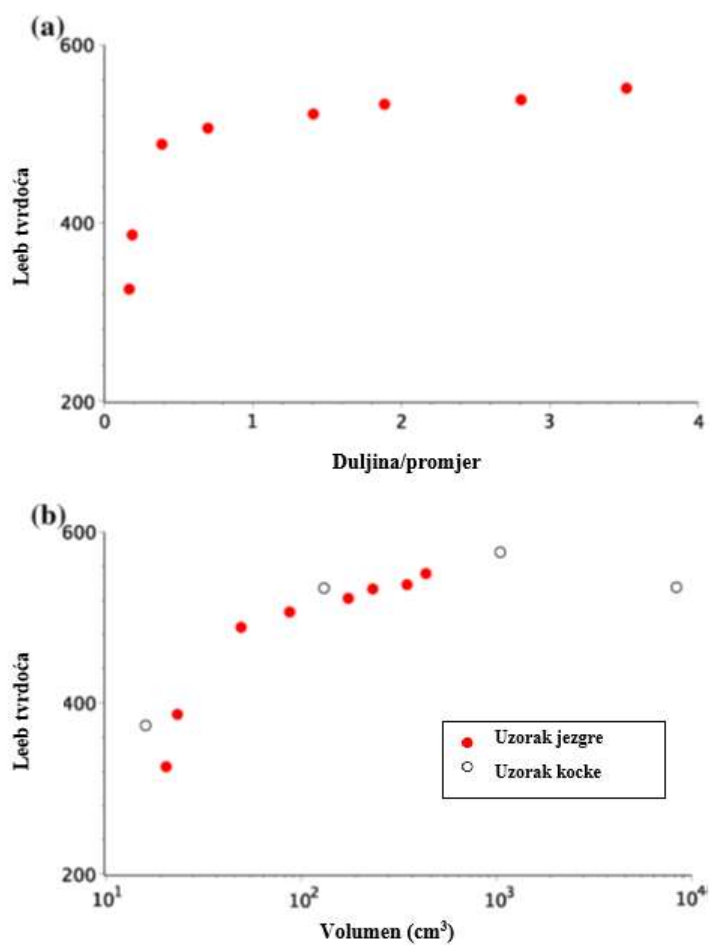 (a)
600
400
200
Leeb tvrdoća
0 1 2 3 4
Duljina/promjer
(b)
600
400
200
Leeb tvrdoća
Uzorak jezgre
Uzorak kocke
10¹ 10² 10³ 10⁴
Volumen (cm³)